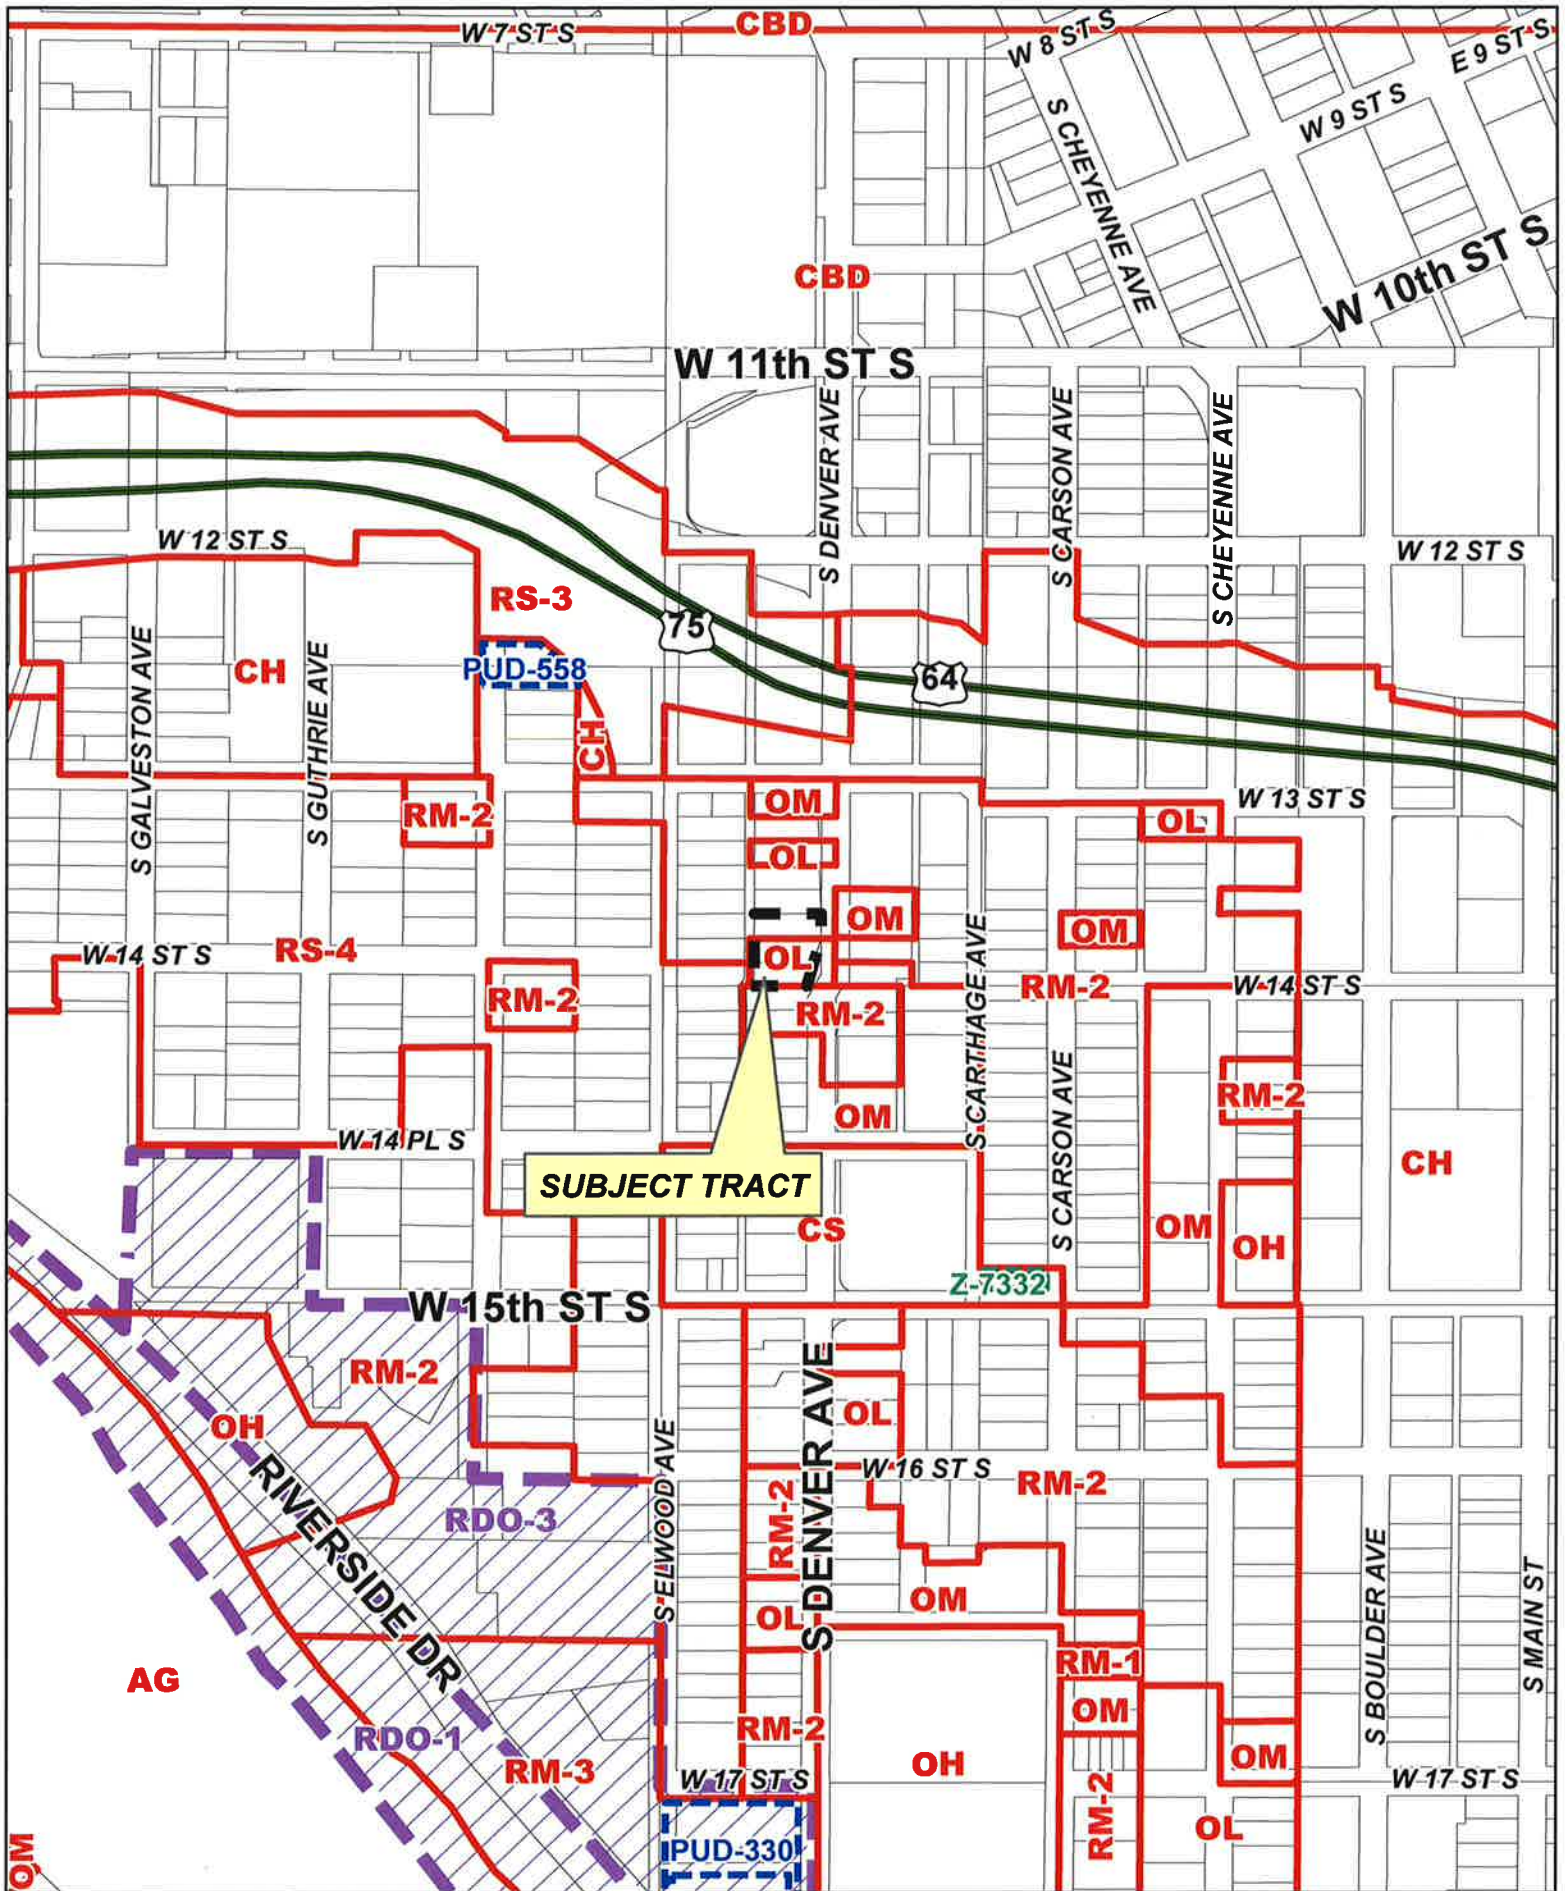 CBD
W 7 ST S
W 8 ST S
E 9 ST S
W 9 ST S
S CHEYENNE AVE
W 10th ST S
CBD
W 11th ST S
S DENVER AVE
S CARSON AVE
S CHEYENNE AVE
W 12 ST S
W 12 ST S
RS-3
75
64
CH
PUD-558
CH
S GALVESTON AVE
S GUTHRIE AVE
W 13 ST S
RM-2
OM
OL
OL
OM
OM
W 14 ST S
RS-4
OL
RM-2
RM-2
RM-2
W 14 ST S
S CARTHAGE AVE
S CARSON AVE
RM-2
OM
W 14 PL S
CH
SUBJECT TRACT
CS
OM
OH
Z-7332
W 15th ST S
RM-2
OH
OL
S DENVER AVE
S ELWOOD AVE
W 16 ST S
RM-2
RM-2
RDO-3
RIVERSIDE DR
OM
OL
S BOULDER AVE
S MAIN ST
RM-1
AG
OM
RDO-1
RM-2
RM-3
OH
OM
W 17 ST S
W 17 ST S
RM-2
OL
PUD-330
OM